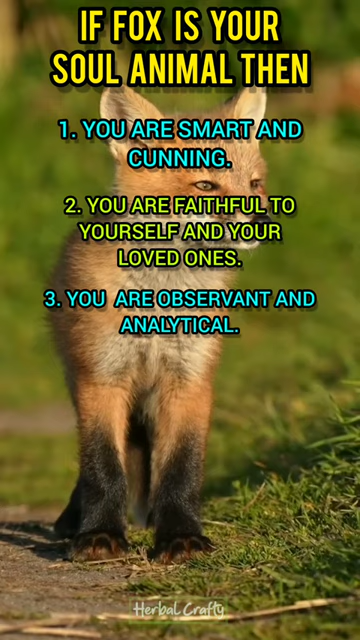 IF FOX IS YOUR
SOUL ANIMAL THEN
1. YOU ARE SMART AND
CUNNING.
2. YOU ARE FAITHFUL TO
YOURSELF AND YOUR
LOVED ONES.
3. YOU ARE OBSERVANT AND
ANALYTICAL.
Herbal Crafty